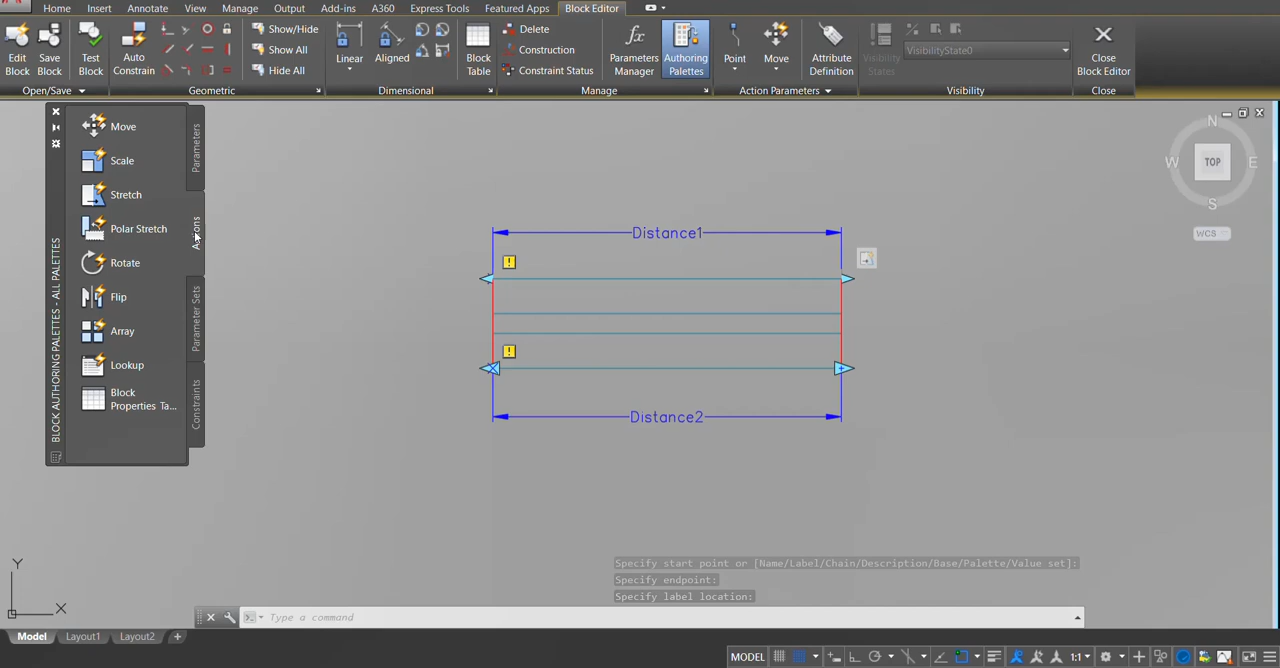 Home Insert Annotate View Manage Output Add-ins A360 Express Tools Featured Apps Block Editor
Edit Block
Save Block
Test Block
Auto Constrain
Show/Hide
Show All
Hide All
Linear
Aligned
Block Table
Delete
Construction
Constraint Status
Parameters Manager
Authoring Palettes
Point
Move
Attribute Definition
Visibility States
VisibilityState0
Close Block Editor
Open/Save
Geometric
Dimensional
Manage
Action Parameters
Visibility
Close
Move
Scale
Stretch
Polar Stretch
Rotate
Flip
Array
Lookup
Block
Properties Ta...
Parameters
Actions
Parameter Sets
Constraints
BLOCK AUTHORING PALETTES - ALL PALETTES
Distance1
!
!
Distance2
N
W TOP E
S
WCS
Y
X
Specify start point or [Name/Label/Chain/Description/Base/Palette/Value set]:
Specify endpoint:
Specify label location:
Type a command
Model Layout1 Layout2 +
MODEL 1:1